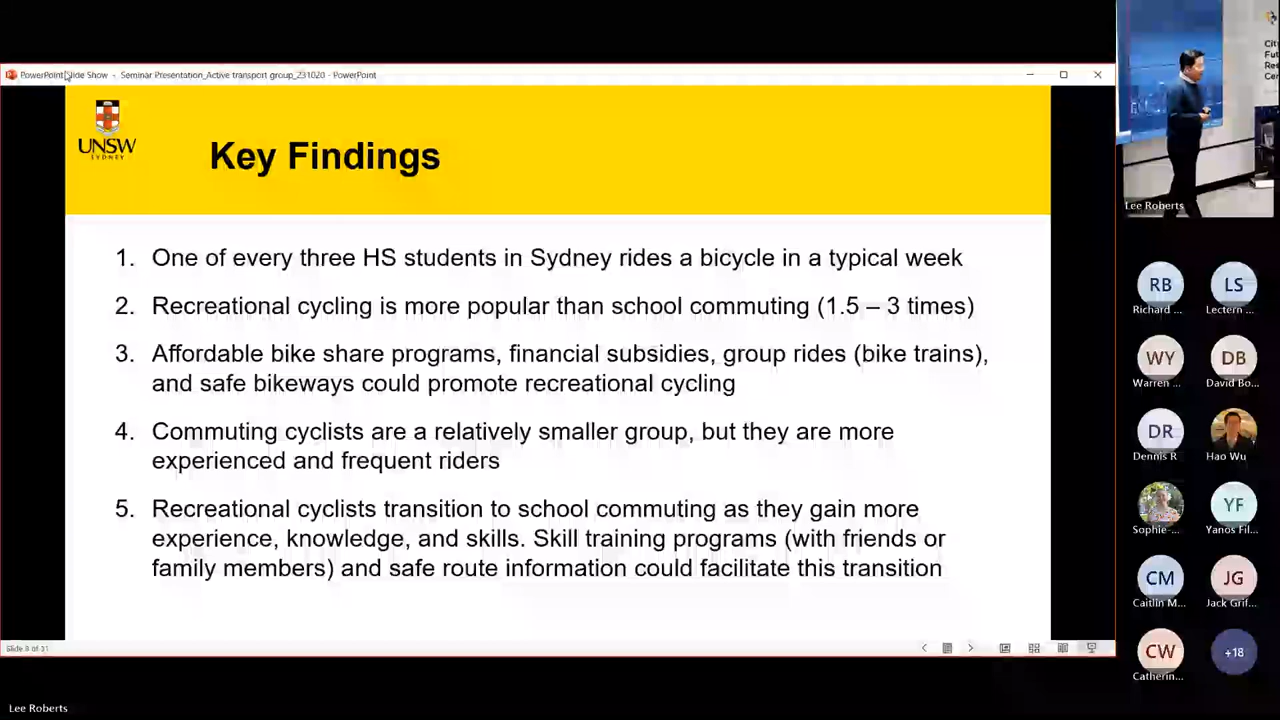 PowerPoint Slide Show - Seminar Presentation_Active transport group_231020 - PowerPoint
UNSW
SYDNEY
Key Findings
1. One of every three HS students in Sydney rides a bicycle in a typical week
2. Recreational cycling is more popular than school commuting (1.5 – 3 times)
3. Affordable bike share programs, financial subsidies, group rides (bike trains),
and safe bikeways could promote recreational cycling
4. Commuting cyclists are a relatively smaller group, but they are more
experienced and frequent riders
5. Recreational cyclists transition to school commuting as they gain more
experience, knowledge, and skills. Skill training programs (with friends or
family members) and safe route information could facilitate this transition
Slide 8 of 31
Lee Roberts
Cit
Fut
Res
Cen
Lee Roberts
RB
Richard ...
LS
Lectern ...
WY
Warren ...
DB
David Bo...
DR
Dennis R
Hao Wu
Sophie-...
YF
Yanos Fil...
CM
Caitlin M...
JG
Jack Grif...
CW
Catherin...
+18